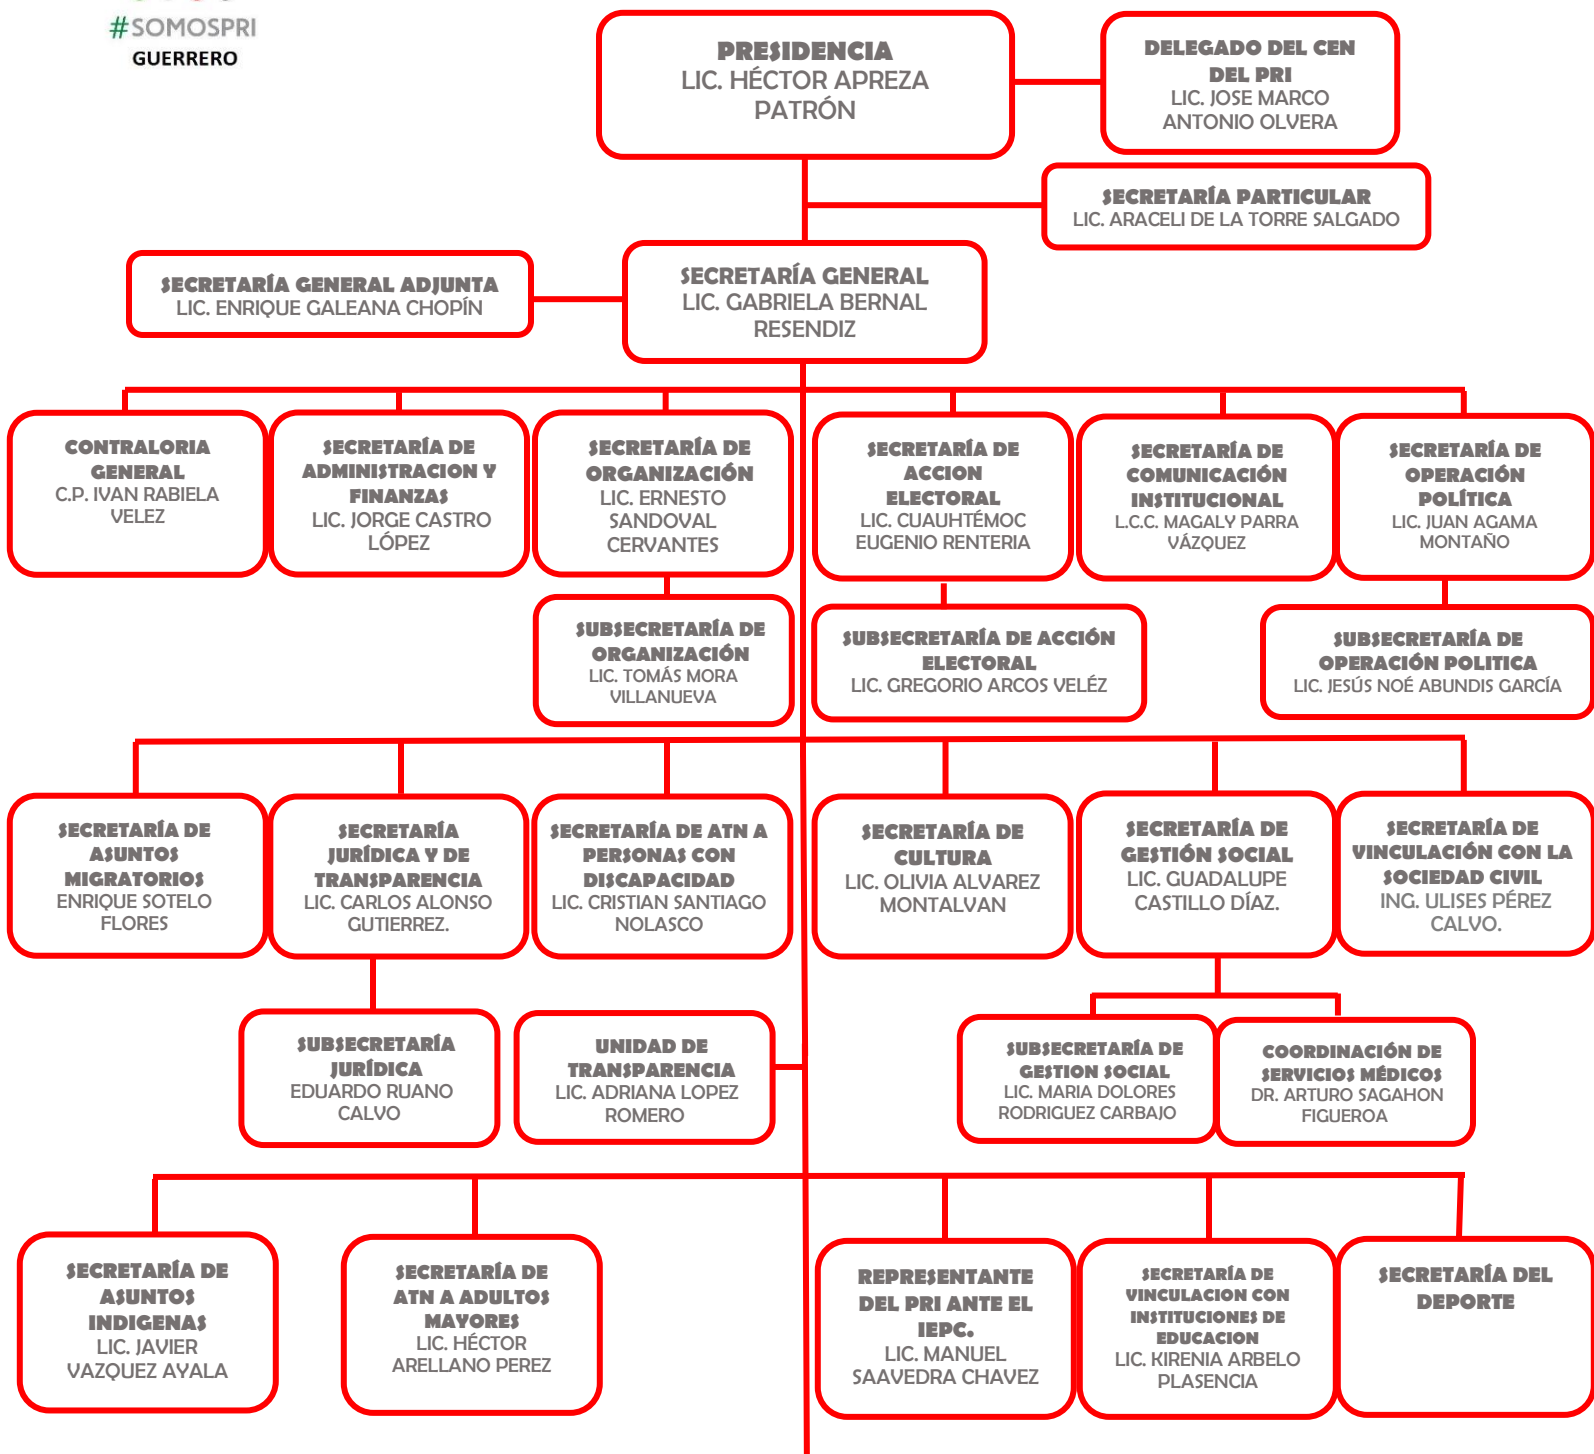 #SOMOSPRI
GUERRERO
PRESIDENCIA
LIC. HÉCTOR APREZA
PATRÓN
DELEGADO DEL CEN
DEL PRI
LIC. JOSE MARCO
ANTONIO OLVERA
SECRETARÍA PARTICULAR
LIC. ARACELI DE LA TORRE SALGADO
SECRETARÍA GENERAL ADJUNTA
LIC. ENRIQUE GALEANA CHOPÍN
SECRETARÍA GENERAL
LIC. GABRIELA BERNAL
RESENDIZ
CONTRALORIA
GENERAL
C.P. IVAN RABIELA
VELEZ
SECRETARÍA DE
ADMINISTRACION Y
FINANZAS
LIC. JORGE CASTRO
LÓPEZ
SECRETARÍA DE
ORGANIZACIÓN
LIC. ERNESTO
SANDOVAL
CERVANTES
SECRETARÍA DE
ACCION
ELECTORAL
LIC. CUAUHTÉMOC
EUGENIO RENTERIA
SECRETARÍA DE
COMUNICACIÓN
INSTITUCIONAL
L.C.C. MAGALY PARRA
VÁZQUEZ
SECRETARÍA DE
OPERACIÓN
POLÍTICA
LIC. JUAN AGAMA
MONTAÑO
SUBSECRETARÍA DE
ORGANIZACIÓN
LIC. TOMÁS MORA
VILLANUEVA
SUBSECRETARÍA DE ACCIÓN
ELECTORAL
LIC. GREGORIO ARCOS VELÉZ
SUBSECRETARÍA DE
OPERACIÓN POLITICA
LIC. JESÚS NOÉ ABUNDIS GARCÍA
SECRETARÍA DE
ASUNTOS
MIGRATORIOS
ENRIQUE SOTELO
FLORES
SECRETARÍA
JURÍDICA Y DE
TRANSPARENCIA
LIC. CARLOS ALONSO
GUTIERREZ.
SECRETARÍA DE ATN A
PERSONAS CON
DISCAPACIDAD
LIC. CRISTIAN SANTIAGO
NOLASCO
SECRETARÍA DE
CULTURA
LIC. OLIVIA ALVAREZ
MONTALVAN
SECRETARÍA DE
GESTIÓN SOCIAL
LIC. GUADALUPE
CASTILLO DÍAZ.
SECRETARÍA DE
VINCULACIÓN CON LA
SOCIEDAD CIVIL
ING. ULISES PÉREZ
CALVO.
SUBSECRETARÍA
JURÍDICA
EDUARDO RUANO
CALVO
UNIDAD DE
TRANSPARENCIA
LIC. ADRIANA LOPEZ
ROMERO
SUBSECRETARÍA DE
GESTION SOCIAL
LIC. MARIA DOLORES
RODRIGUEZ CARBAJO
COORDINACIÓN DE
SERVICIOS MÉDICOS
DR. ARTURO SAGAHON
FIGUEROA
SECRETARÍA DE
ASUNTOS
INDIGENAS
LIC. JAVIER
VAZQUEZ AYALA
SECRETARÍA DE
ATN A ADULTOS
MAYORES
LIC. HÉCTOR
ARELLANO PEREZ
REPRESENTANTE
DEL PRI ANTE EL
IEPC.
LIC. MANUEL
SAAVEDRA CHAVEZ
SECRETARÍA DE
VINCULACION CON
INSTITUCIONES DE
EDUCACION
LIC. KIRENIA ARBELO
PLASENCIA
SECRETARÍA DEL
DEPORTE